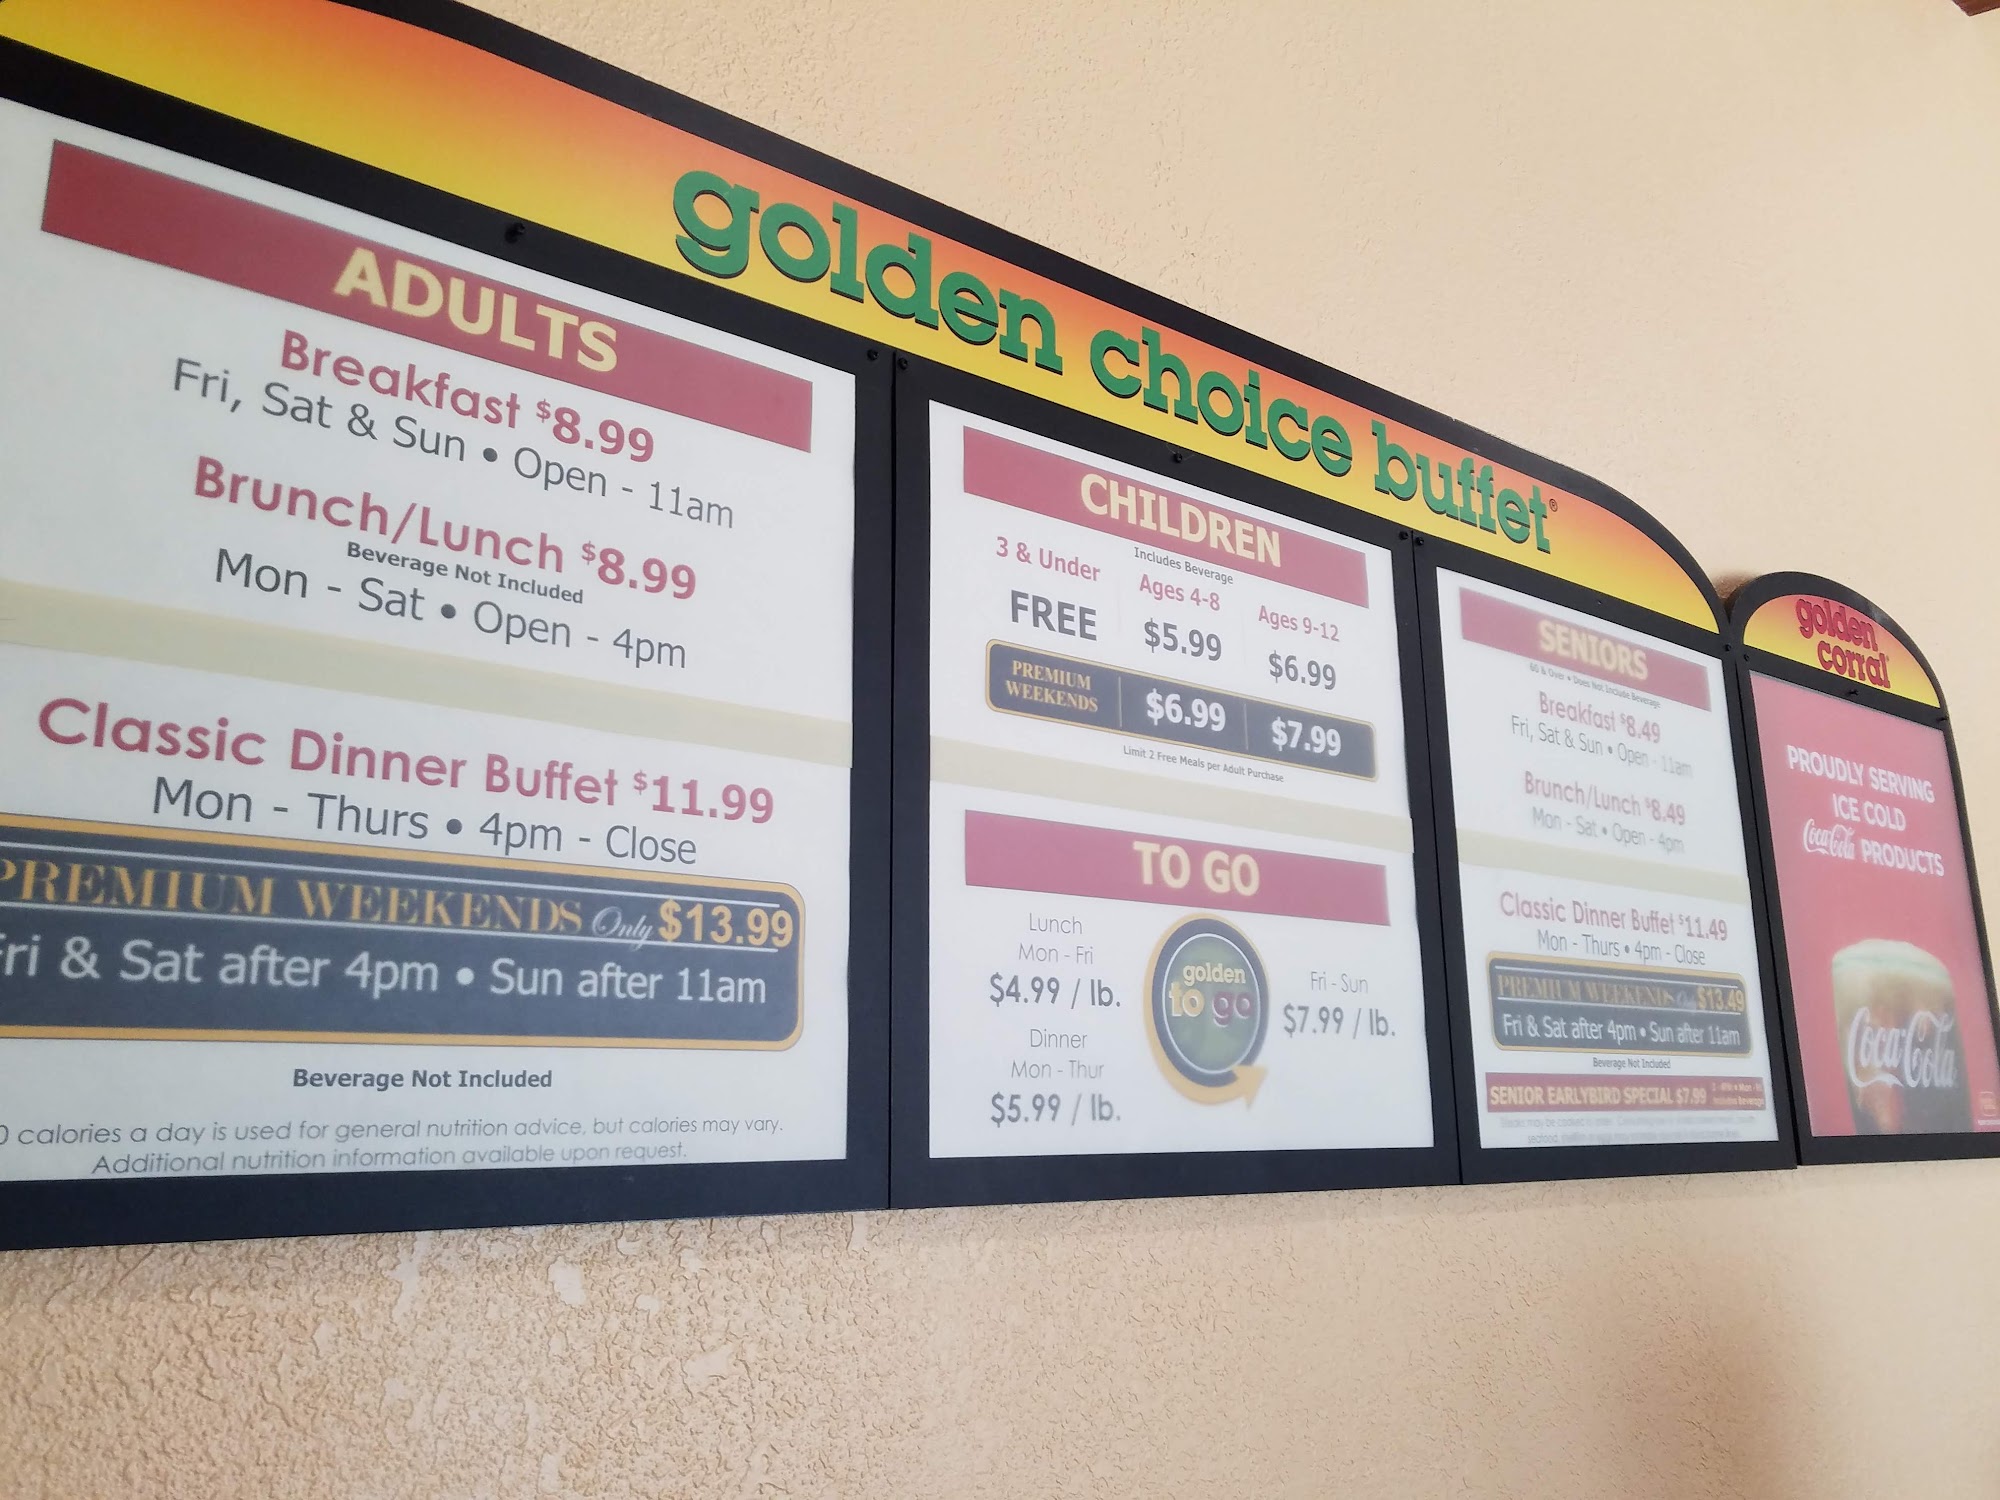 golden choice buffet®
ADULTS
Breakfast $8.99
Fri, Sat & Sun • Open - 11am
Brunch/Lunch $8.99
Beverage Not Included
Mon - Sat • Open - 4pm
Classic Dinner Buffet $11.99
Mon - Thurs • 4pm - Close
PREMIUM WEEKENDS Only $13.99
Fri & Sat after 4pm • Sun after 11am
Beverage Not Included
calories a day is used for general nutrition advice, but calories may vary.
Additional nutrition information available upon request.
CHILDREN
Includes Beverage
3 & Under
FREE
Ages 4-8
$5.99
Ages 9-12
$6.99
PREMIUM
WEEKENDS
$6.99
$7.99
Limit 2 Free Meals per Adult Purchase
TO GO
Lunch
Mon - Fri
$4.99 / lb.
Dinner
Mon - Thur
$5.99 / lb.
golden
to go
Fri - Sun
$7.99 / lb.
SENIORS
60 & Over • Does Not Include Beverage
Breakfast $8.49
Fri, Sat & Sun • Open - 11am
Brunch/Lunch $8.49
Mon - Sat • Open - 4pm
Classic Dinner Buffet $11.49
Mon - Thurs • 4pm - Close
PREMIUM WEEKENDS Only $13.49
Fri & Sat after 4pm • Sun after 11am
Beverage Not Included
SENIOR EARLYBIRD SPECIAL $7.99
Includes Beverage
golden
corral
PROUDLY SERVING
ICE COLD
Coca-Cola PRODUCTS
Coca-Cola